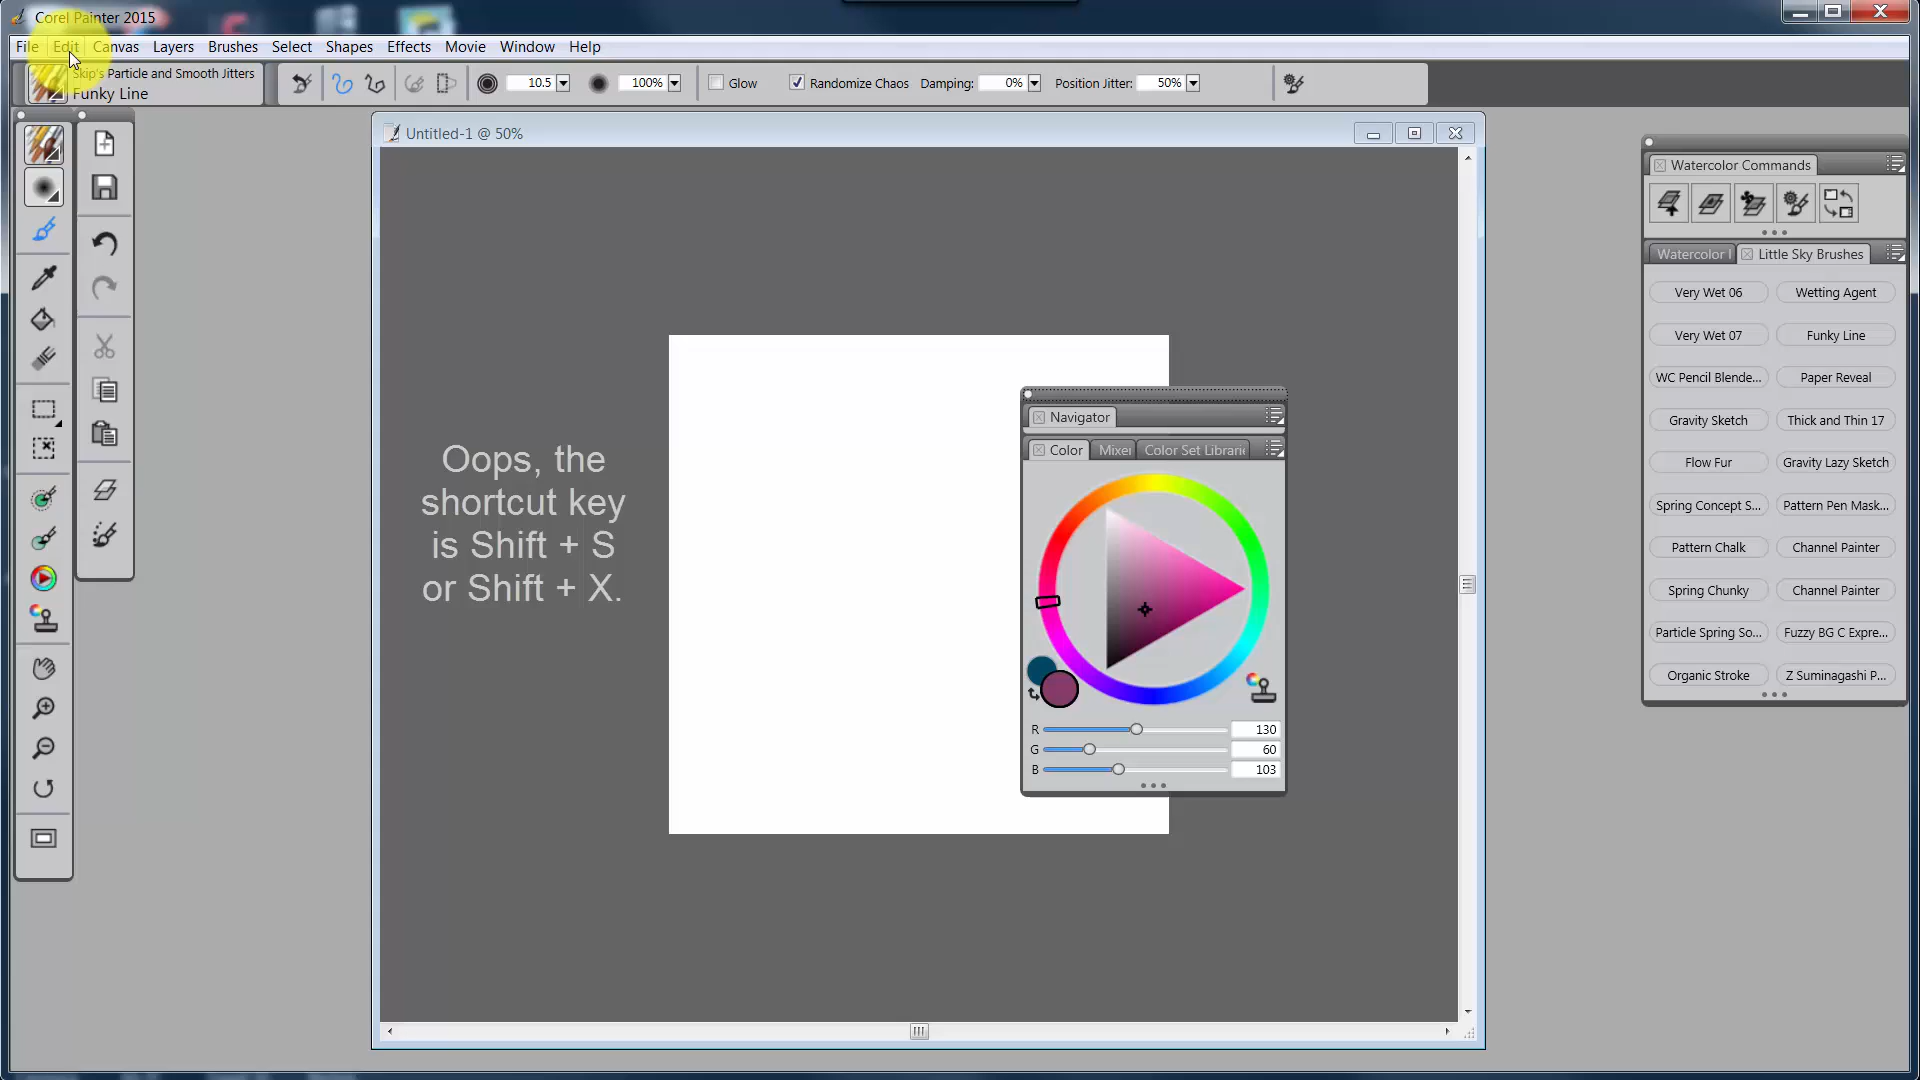 Corel Painter 2015
File Edit Canvas Layers Brushes Select Shapes Effects Movie Window Help
Skip's Particle and Smooth Jitters
Funky Line
10.5 100% Glow Randomize Chaos Damping: 0% Position Jitter: 50%
Untitled-1 @ 50%
Oops, the
shortcut key
is Shift + S
or Shift + X.
Navigator
Color Mixer Color Set Librari
R 130
G 60
B 103
Watercolor Commands
Watercolor I Little Sky Brushes
Very Wet 06 Wetting Agent
Very Wet 07 Funky Line
WC Pencil Blende... Paper Reveal
Gravity Sketch Thick and Thin 17
Flow Fur Gravity Lazy Sketch
Spring Concept S... Pattern Pen Mask...
Pattern Chalk Channel Painter
Spring Chunky Channel Painter
Particle Spring So... Fuzzy BG C Expre...
Organic Stroke Z Suminagashi P...